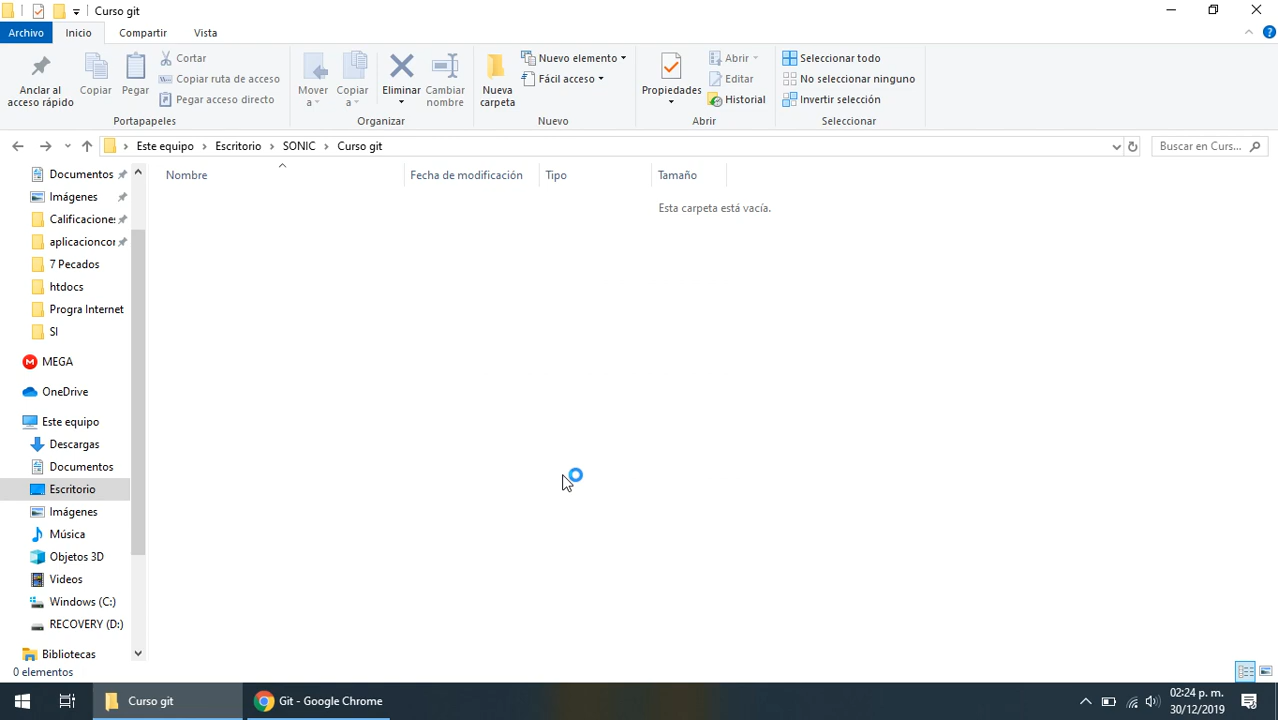 Curso git
Archivo Inicio Compartir Vista
Anclar al acceso rápido
Copiar
Pegar
Cortar
Copiar ruta de acceso
Pegar acceso directo
Portapapeles
Mover a
Copiar a
Eliminar
Cambiar nombre
Organizar
Nueva carpeta
Nuevo elemento
Fácil acceso
Nuevo
Propiedades
Abrir
Editar
Historial
Abrir
Seleccionar todo
No seleccionar ninguno
Invertir selección
Seleccionar
Este equipo > Escritorio > SONIC > Curso git
Buscar en Curs...
Nombre Fecha de modificación Tipo Tamaño
Esta carpeta está vacía.
Documentos
Imágenes
Calificaciones
aplicacioncor
7 Pecados
htdocs
Progra Internet
SI
MEGA
OneDrive
Este equipo
Descargas
Documentos
Escritorio
Imágenes
Música
Objetos 3D
Videos
Windows (C:)
RECOVERY (D:)
Bibliotecas
0 elementos
Curso git
Git - Google Chrome
02:24 p. m.
30/12/2019